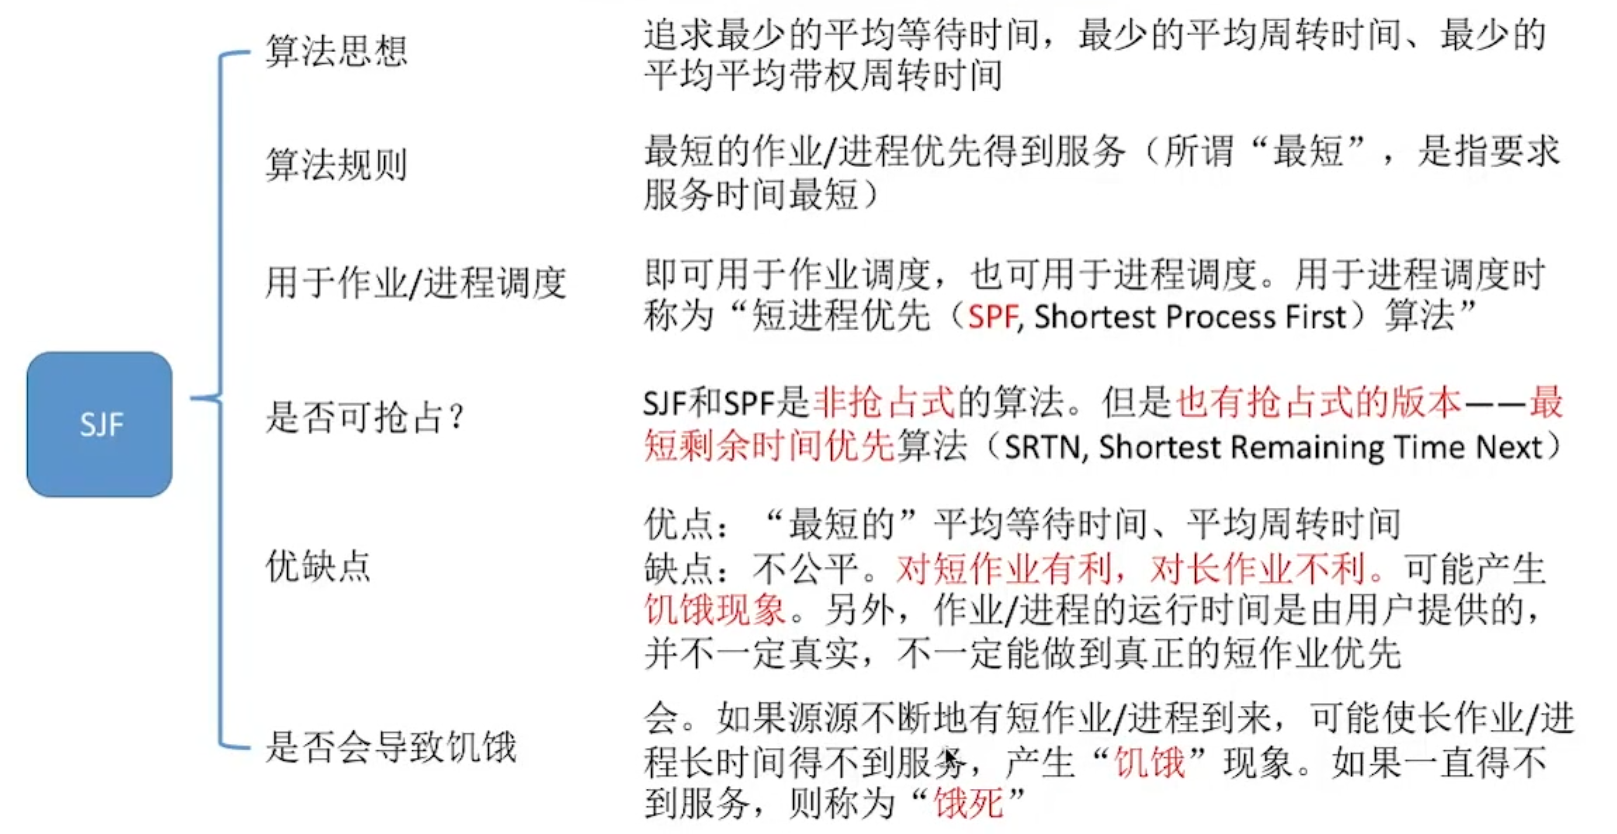 SJF
算法思想
追求最少的平均等待时间，最少的平均周转时间、最少的
平均平均带权周转时间
算法规则
最短的作业/进程优先得到服务（所谓“最短”，是指要求
服务时间最短）
用于作业/进程调度
即可用于作业调度，也可用于进程调度。用于进程调度时
称为“短进程优先（SPF, Shortest Process First）算法”
是否可抢占？
SJF和SPF是非抢占式的算法。但是也有抢占式的版本——最
短剩余时间优先算法（SRTN, Shortest Remaining Time Next）
优缺点
优点：“最短的”平均等待时间、平均周转时间
缺点：不公平。对短作业有利，对长作业不利。可能产生
饥饿现象。另外，作业/进程的运行时间是由用户提供的，
并不一定真实，不一定能做到真正的短作业优先
是否会导致饥饿
会。如果源源不断地有短作业/进程到来，可能使长作业/进
程长时间得不到服务，产生“饥饿”现象。如果一直得不
到服务，则称为“饿死”